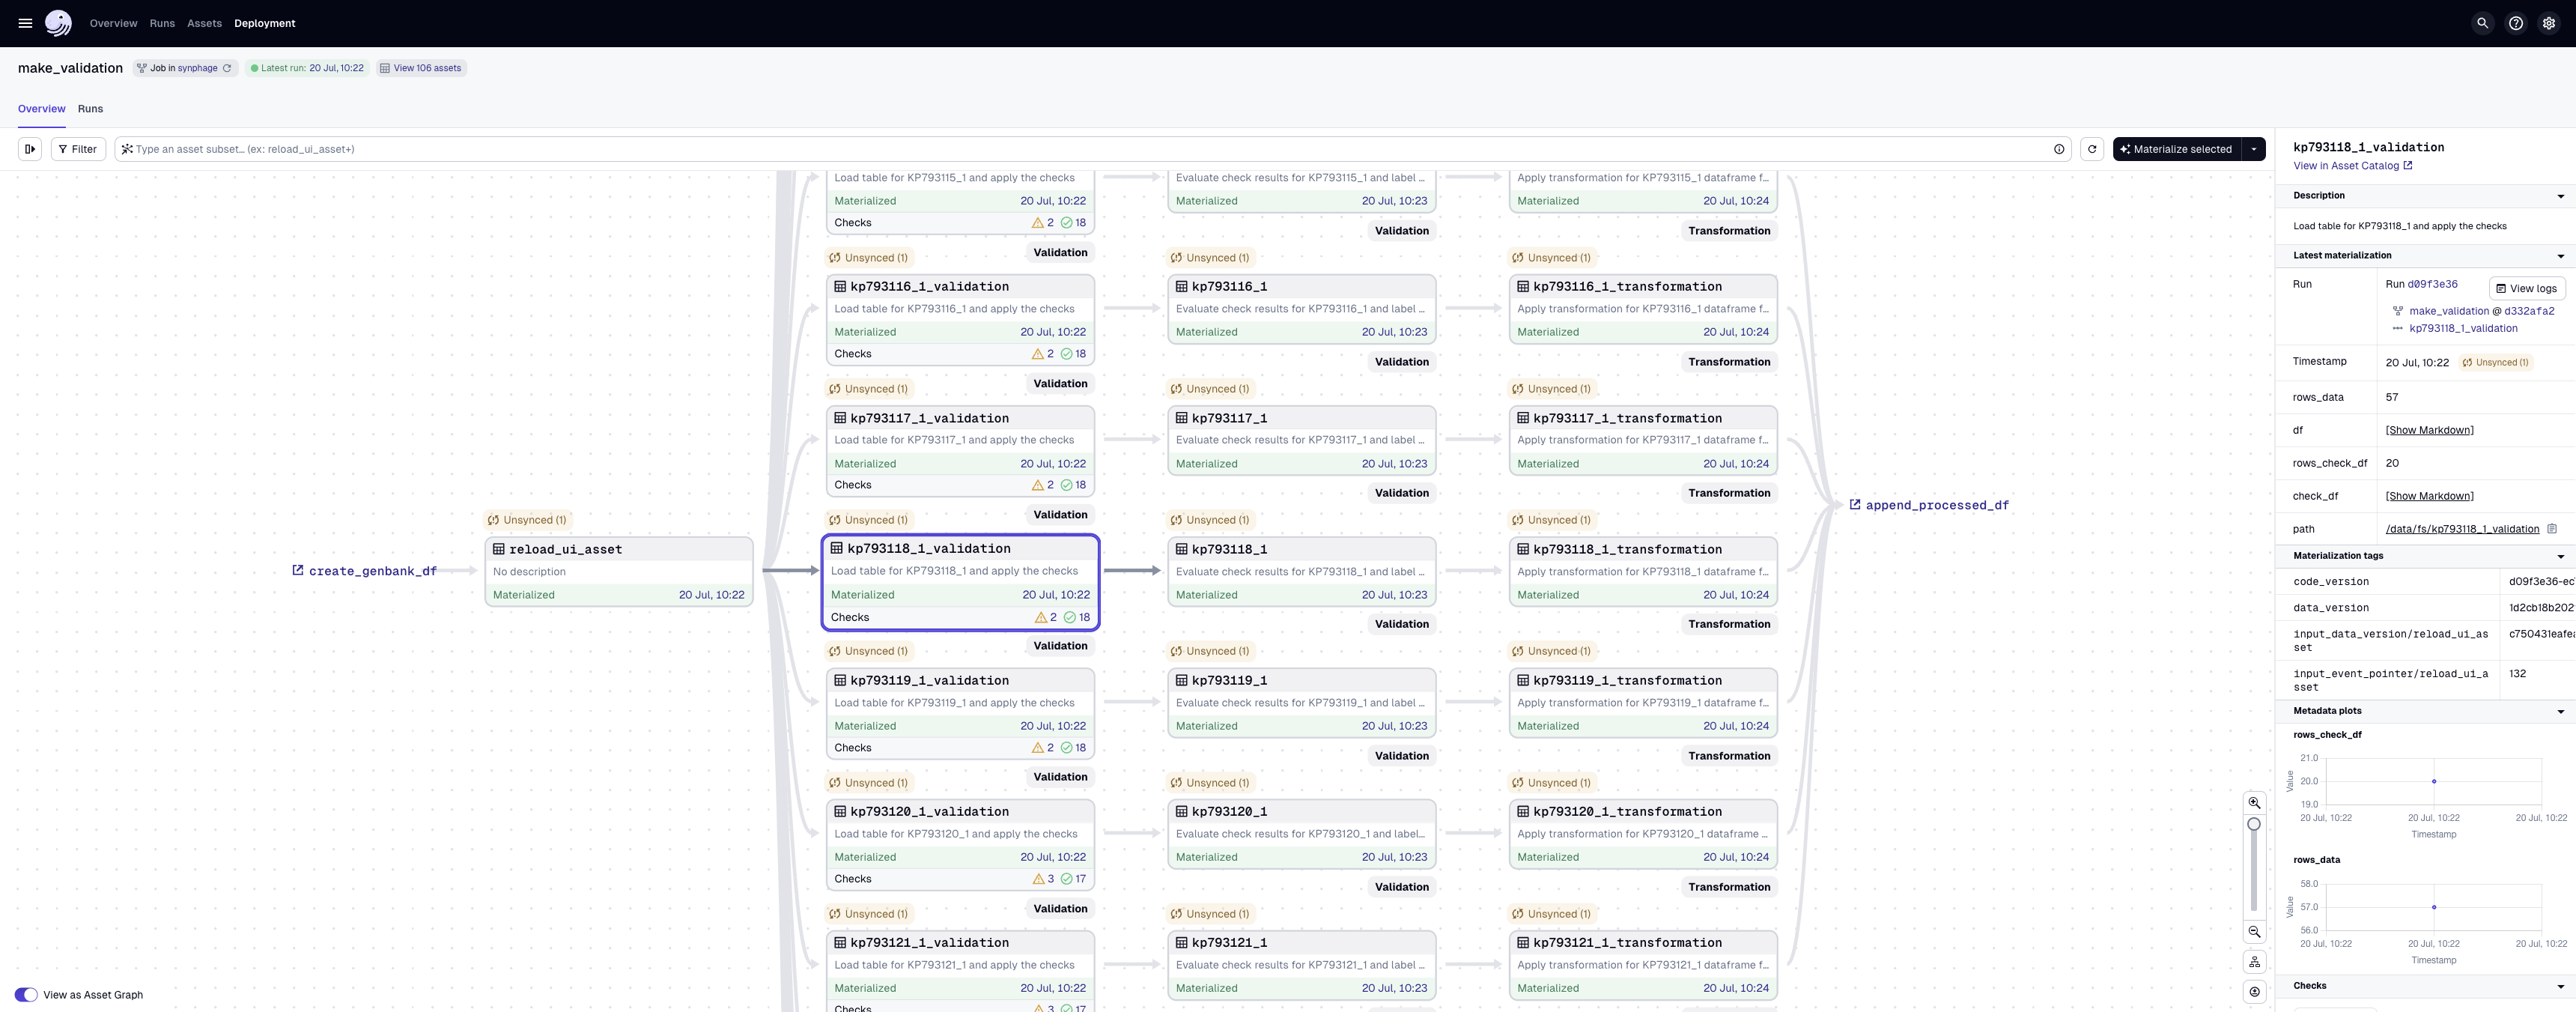 Overview Runs Assets Deployment
make_validation Job in synphage Latest run: 20 Jul, 10:22 View 106 assets
Overview Runs
Filter Type an asset subset… (ex: reload_ui_asset+) Materialize selected
Load table for KP793115_1 and apply the checks
Materialized 20 Jul, 10:22
Checks 2 18
Validation
Evaluate check results for KP793115_1 and label …
Materialized 20 Jul, 10:23
Validation
Apply transformation for KP793115_1 dataframe f…
Materialized 20 Jul, 10:24
Transformation
Unsynced (1)
kp793116_1_validation
Load table for KP793116_1 and apply the checks
Materialized 20 Jul, 10:22
Checks 2 18
Validation
Unsynced (1)
kp793116_1
Evaluate check results for KP793116_1 and label …
Materialized 20 Jul, 10:23
Validation
Unsynced (1)
kp793116_1_transformation
Apply transformation for KP793116_1 dataframe f…
Materialized 20 Jul, 10:24
Transformation
Unsynced (1)
kp793117_1_validation
Load table for KP793117_1 and apply the checks
Materialized 20 Jul, 10:22
Checks 2 18
Validation
Unsynced (1)
kp793117_1
Evaluate check results for KP793117_1 and label …
Materialized 20 Jul, 10:23
Validation
Unsynced (1)
kp793117_1_transformation
Apply transformation for KP793117_1 dataframe f…
Materialized 20 Jul, 10:24
Transformation
create_genbank_df
Unsynced (1)
reload_ui_asset
No description
Materialized 20 Jul, 10:22
Unsynced (1)
kp793118_1_validation
Load table for KP793118_1 and apply the checks
Materialized 20 Jul, 10:22
Checks 2 18
Validation
Unsynced (1)
kp793118_1
Evaluate check results for KP793118_1 and label …
Materialized 20 Jul, 10:23
Validation
Unsynced (1)
kp793118_1_transformation
Apply transformation for KP793118_1 dataframe f…
Materialized 20 Jul, 10:24
Transformation
append_processed_df
Unsynced (1)
kp793119_1_validation
Load table for KP793119_1 and apply the checks
Materialized 20 Jul, 10:22
Checks 2 18
Validation
Unsynced (1)
kp793119_1
Evaluate check results for KP793119_1 and label …
Materialized 20 Jul, 10:23
Validation
Unsynced (1)
kp793119_1_transformation
Apply transformation for KP793119_1 dataframe f…
Materialized 20 Jul, 10:24
Transformation
Unsynced (1)
kp793120_1_validation
Load table for KP793120_1 and apply the checks
Materialized 20 Jul, 10:22
Checks 3 17
Validation
Unsynced (1)
kp793120_1
Evaluate check results for KP793120_1 and label…
Materialized 20 Jul, 10:23
Validation
Unsynced (1)
kp793120_1_transformation
Apply transformation for KP793120_1 dataframe …
Materialized 20 Jul, 10:24
Transformation
Unsynced (1)
kp793121_1_validation
Load table for KP793121_1 and apply the checks
Materialized 20 Jul, 10:22
Checks 3 17
Unsynced (1)
kp793121_1
Evaluate check results for KP793121_1 and label …
Materialized 20 Jul, 10:23
Unsynced (1)
kp793121_1_transformation
Apply transformation for KP793121_1 dataframe f…
Materialized 20 Jul, 10:24
View as Asset Graph
kp793118_1_validation
View in Asset Catalog
Description
Load table for KP793118_1 and apply the checks
Latest materialization
Run Run d09f3e36 View logs
make_validation @ d332afa2
kp793118_1_validation
Timestamp 20 Jul, 10:22 Unsynced (1)
rows_data 57
df [Show Markdown]
rows_check_df 20
check_df [Show Markdown]
path /data/fs/kp793118_1_validation
Materialization tags
code_version d09f3e36-ec
data_version 1d2cb18b202
input_data_version/reload_ui_as c750431eafe
set
input_event_pointer/reload_ui_a 132
sset
Metadata plots
rows_check_df
21.0
20.0
19.0
Value
20 Jul, 10:22 20 Jul, 10:22 20 Jul, 10:22
Timestamp
rows_data
58.0
57.0
56.0
Value
20 Jul, 10:22 20 Jul, 10:22 20 Jul, 10:22
Timestamp
Checks